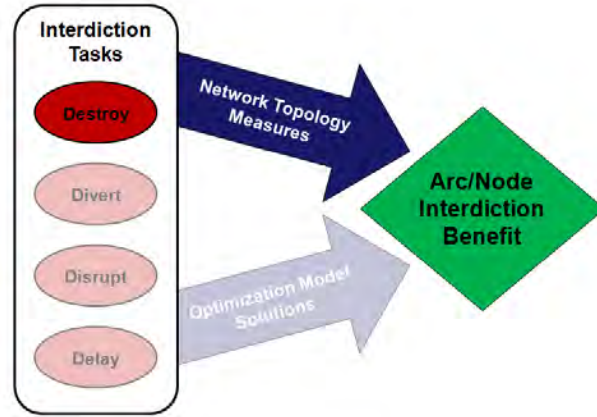 Interdiction
Tasks
Destroy
Divert
Disrupt
Delay
Network Topology
Measures
Optimization Model
Solutions
Arc/Node
Interdiction
Benefit